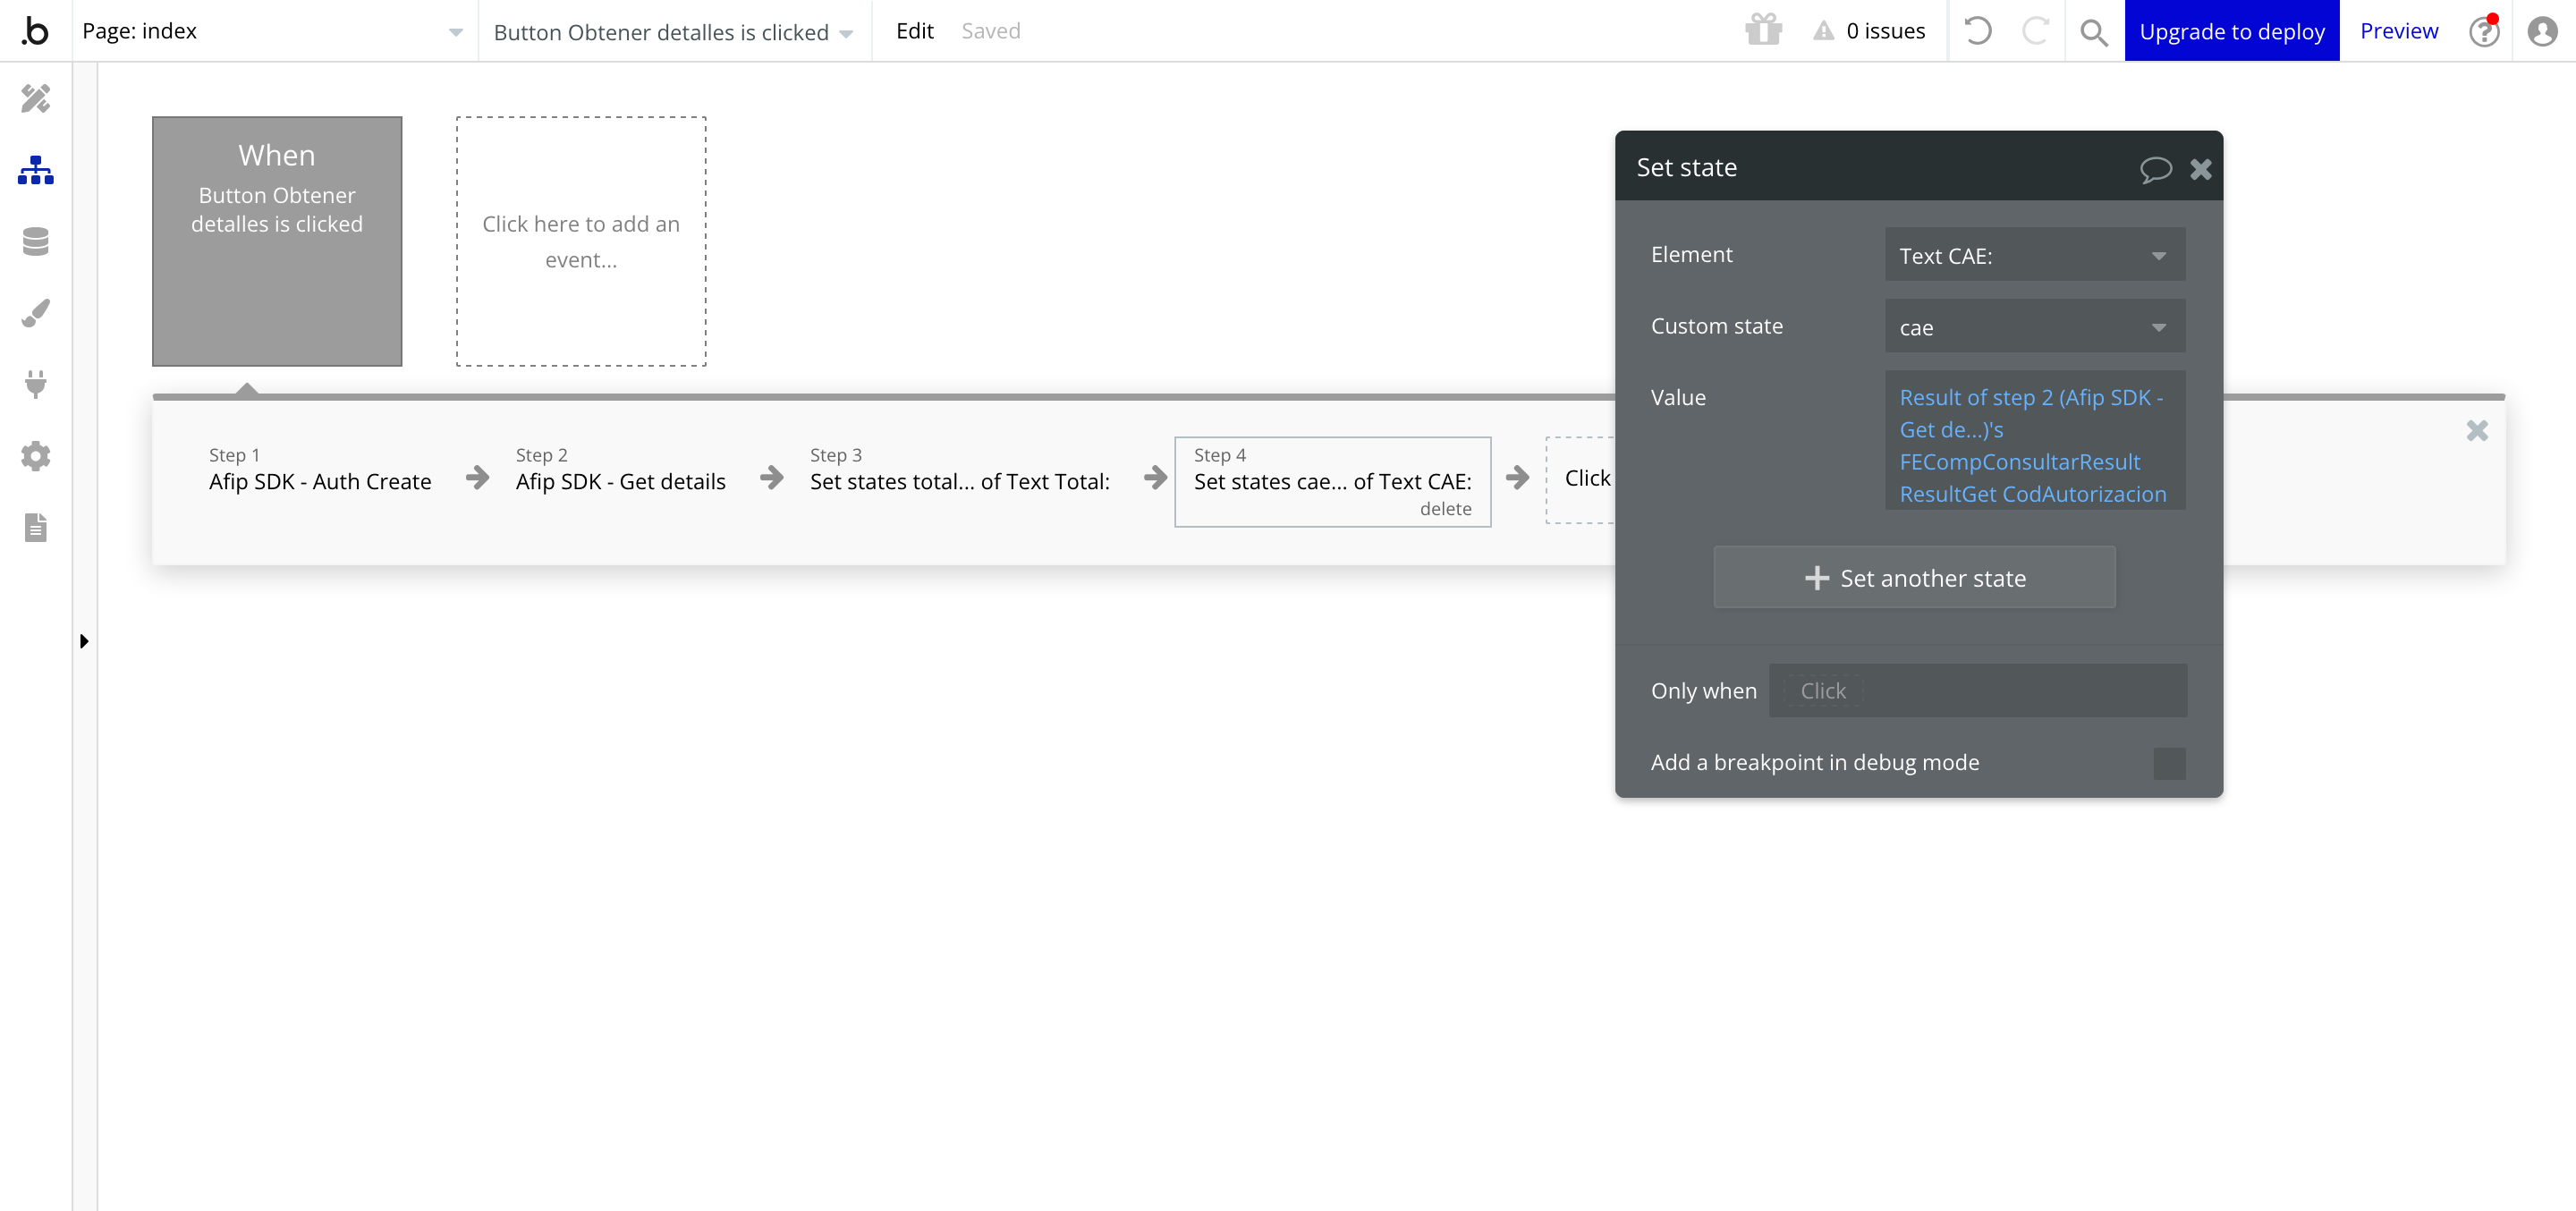 .b
Page: index
Button Obtener detalles is clicked
Edit
Saved
0 issues
Upgrade to deploy
Preview
When
Button Obtener
detalles is clicked
Click here to add an
event...
Step 1
Afip SDK - Auth Create
Step 2
Afip SDK - Get details
Step 3
Set states total... of Text Total:
Step 4
Set states cae... of Text CAE:
delete
Click
Set state
Element
Text CAE:
Custom state
cae
Value
Result of step 2 (Afip SDK -
Get de...)'s
FECompConsultarResult
ResultGet CodAutorizacion
Set another state
Only when
Click
Add a breakpoint in debug mode